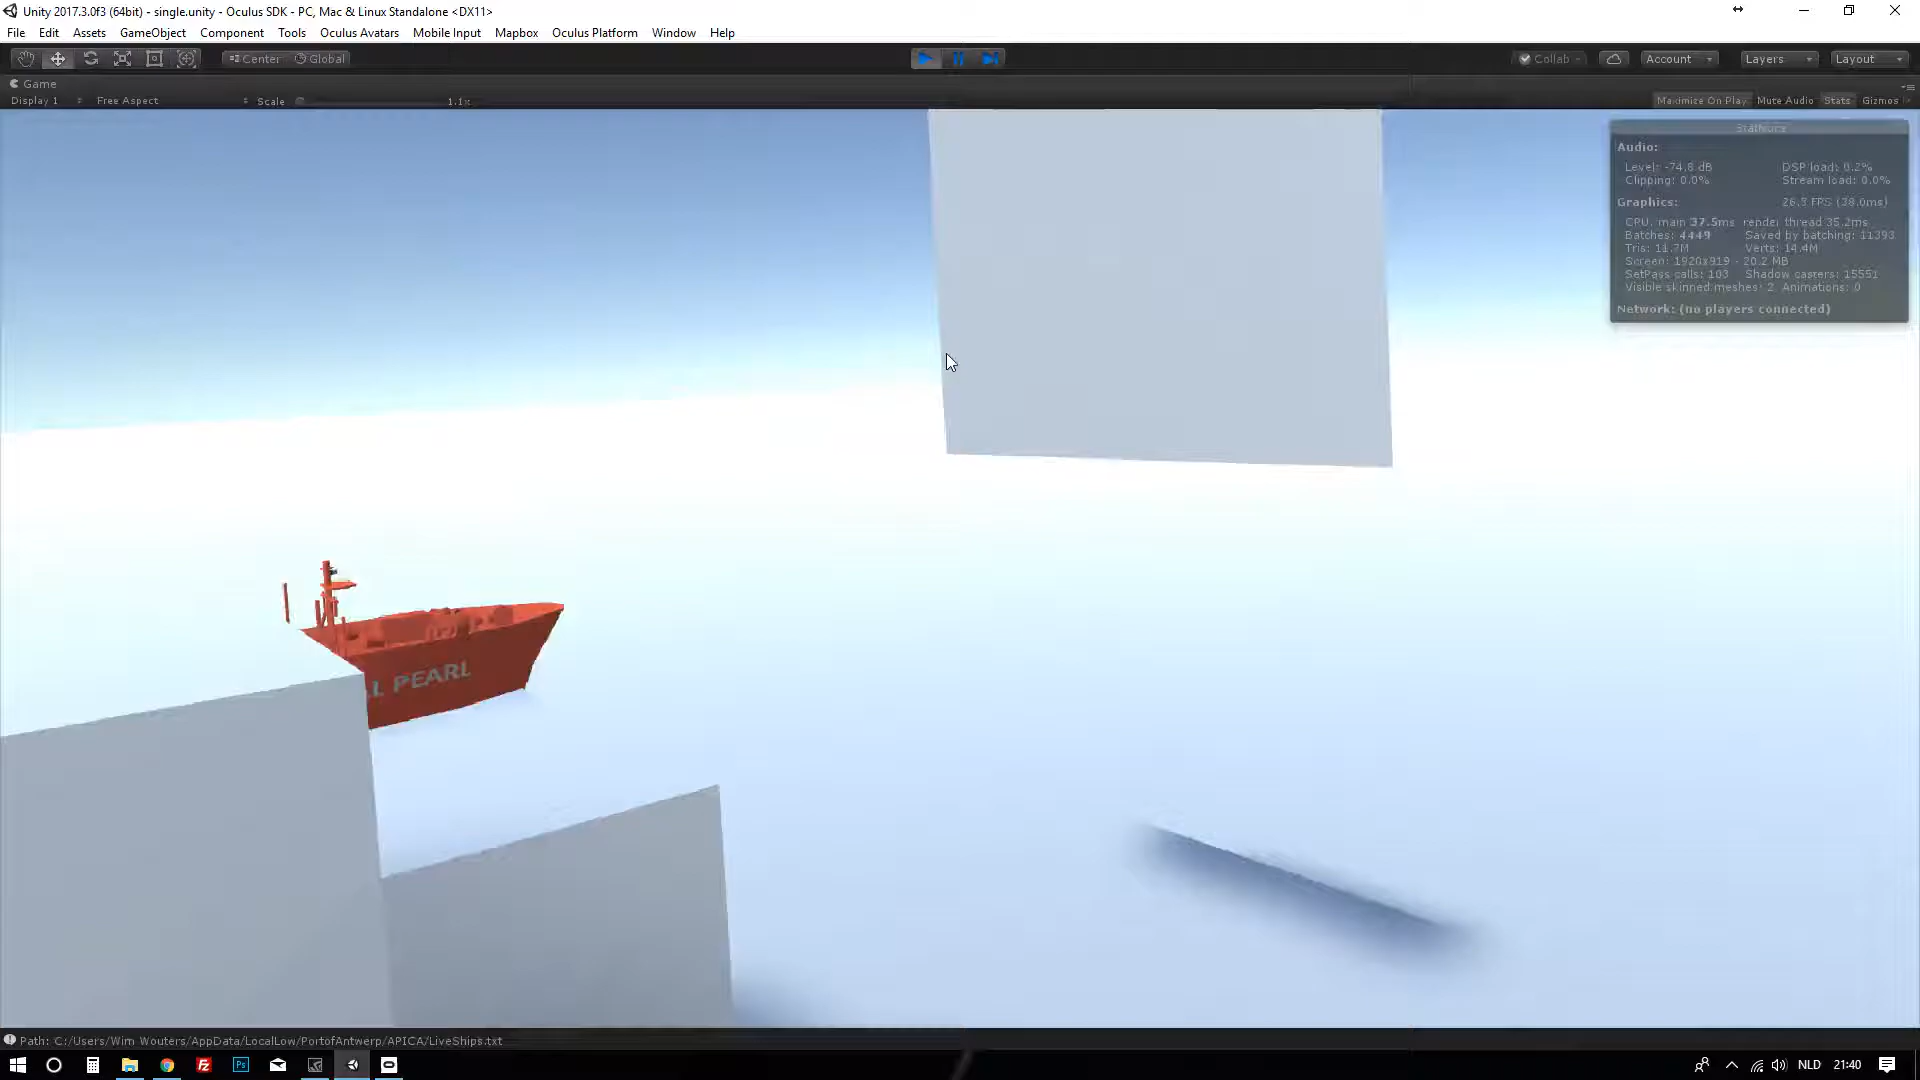 Unity 2017.3.0f3 (64bit) - single.unity - Oculus SDK - PC, Mac & Linux Standalone <DX11>
File Edit Assets GameObject Component Tools Oculus Avatars Mobile Input Mapbox Oculus Platform Window Help
Center Global Collab Account Layers Layout
Game
Display 1 Free Aspect Scale 1.1x Maximize On Play Mute Audio Stats Gizmos
Statistics
Audio:
Level: -74.8 dB DSP load: 0.2%
Clipping: 0.0% Stream load: 0.0%
Graphics: 26.3 FPS (38.0ms)
CPU: main 37.5ms render thread 35.2ms
Batches: 4449 Saved by batching: 11393
Tris: 11.7M Verts: 14.4M
Screen: 1920x919 - 20.2 MB
SetPass calls: 103 Shadow casters: 15551
Visible skinned meshes: 2 Animations: 0
Network: (no players connected)
L PEARL
Path: C:/Users/Wim Wouters/AppData/LocalLow/PortofAntwerp/APICA/LiveShips.txt
Ps NLD 21:40